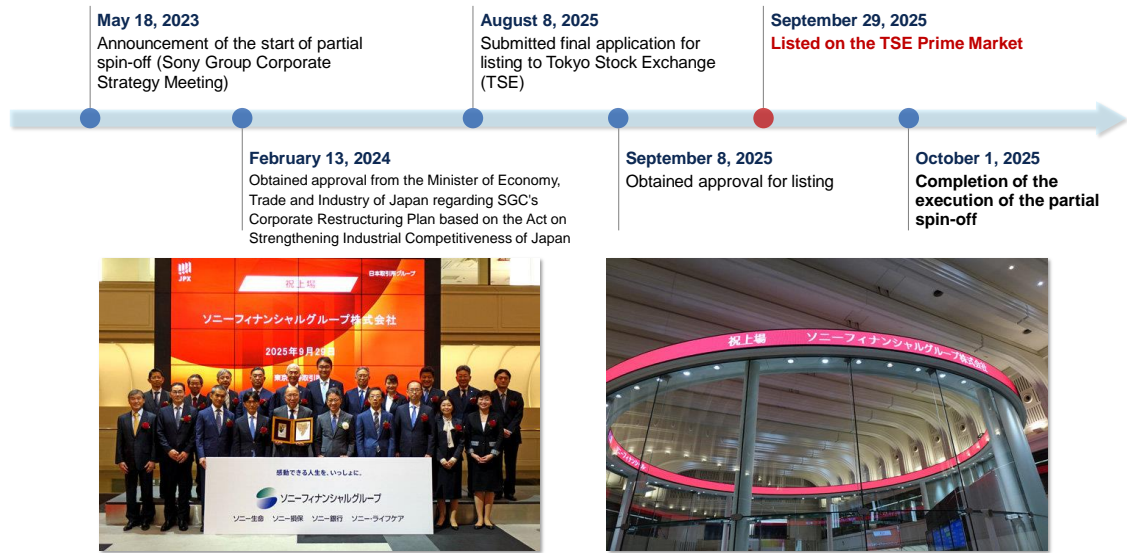 May 18, 2023
Announcement of the start of partial
spin-off (Sony Group Corporate
Strategy Meeting)
August 8, 2025
Submitted final application for
listing to Tokyo Stock Exchange
(TSE)
September 29, 2025
Listed on the TSE Prime Market
February 13, 2024
Obtained approval from the Minister of Economy,
Trade and Industry of Japan regarding SGC's
Corporate Restructuring Plan based on the Act on
Strengthening Industrial Competitiveness of Japan
September 8, 2025
Obtained approval for listing
October 1, 2025
Completion of the
execution of the partial
spin-off
JPX
日本取引所グループ
祝上場
ソニーフィナンシャルグループ株式会社
2025年9月29日
感動できる人生を、いっしょに。
ソニーフィナンシャルグループ
ソニー生命 ソニー損保 ソニー銀行 ソニー・ライフケア
祝上場 ソニーフィナンシャルグループ株式会社